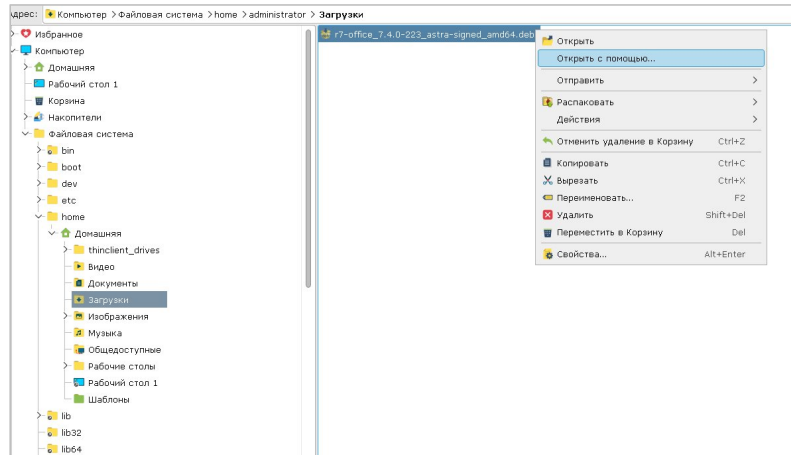 дрес: Компьютер > Файловая система > home > administrator > Загрузки
Избранное
Компьютер
Домашняя
Рабочий стол 1
Корзина
Накопители
Файловая система
bin
boot
dev
etc
home
Домашняя
thinclient_drives
Видео
Документы
Загрузки
Изображения
Музыка
Общедоступные
Рабочие столы
Рабочий стол 1
Шаблоны
lib
lib32
lib64
r7-office_7.4.0-223_astra-signed_amd64.deb
Открыть
Открыть с помощью...
Отправить >
Распаковать >
Действия >
Отменить удаление в Корзину Ctrl+Z
Копировать Ctrl+C
Вырезать Ctrl+X
Переименовать... F2
Удалить Shift+Del
Переместить в Корзину Del
Свойства... Alt+Enter